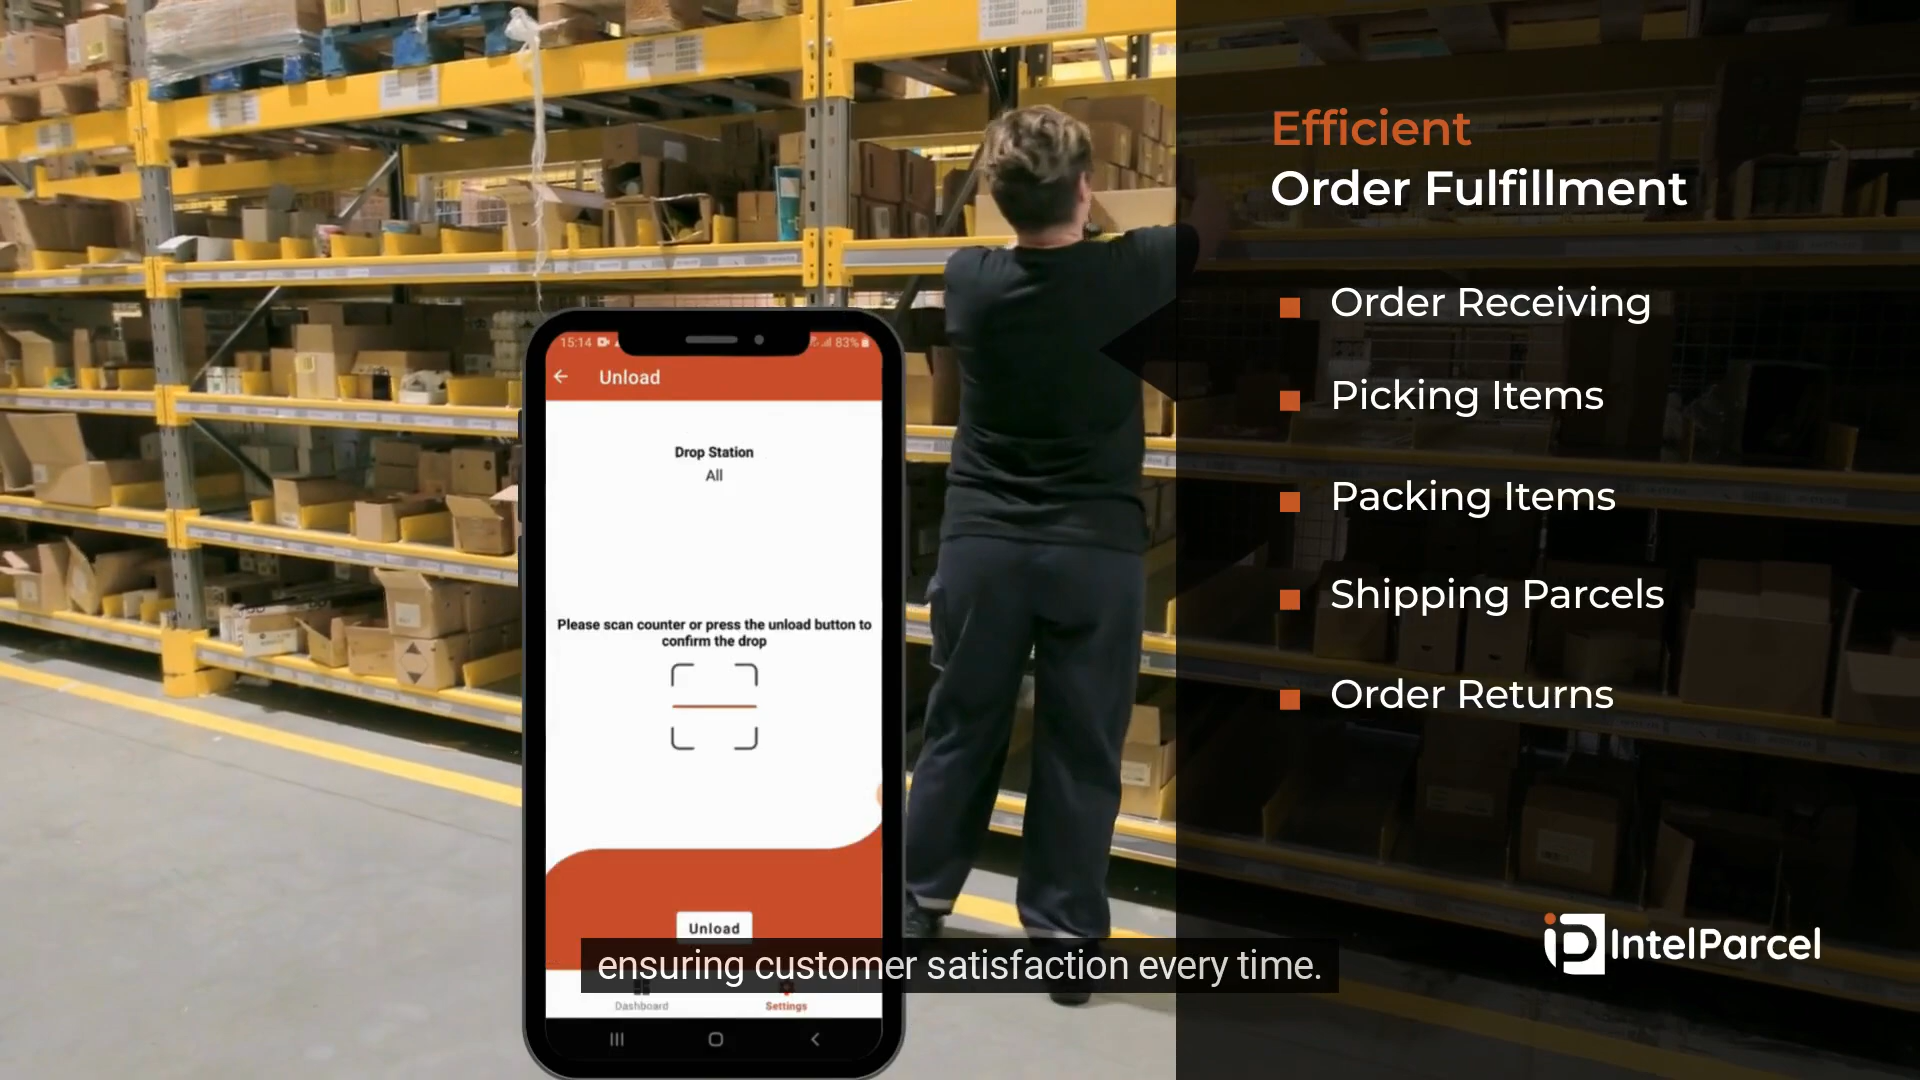 Efficient
Order Fulfillment
Order Receiving
Picking Items
Packing Items
Shipping Parcels
Order Returns
15:14
83%
Unload
Drop Station
All
Please scan counter or press the unload button to
confirm the drop
Unload
ensuring customer satisfaction every time.
Dashboard
Settings
IntelParcel